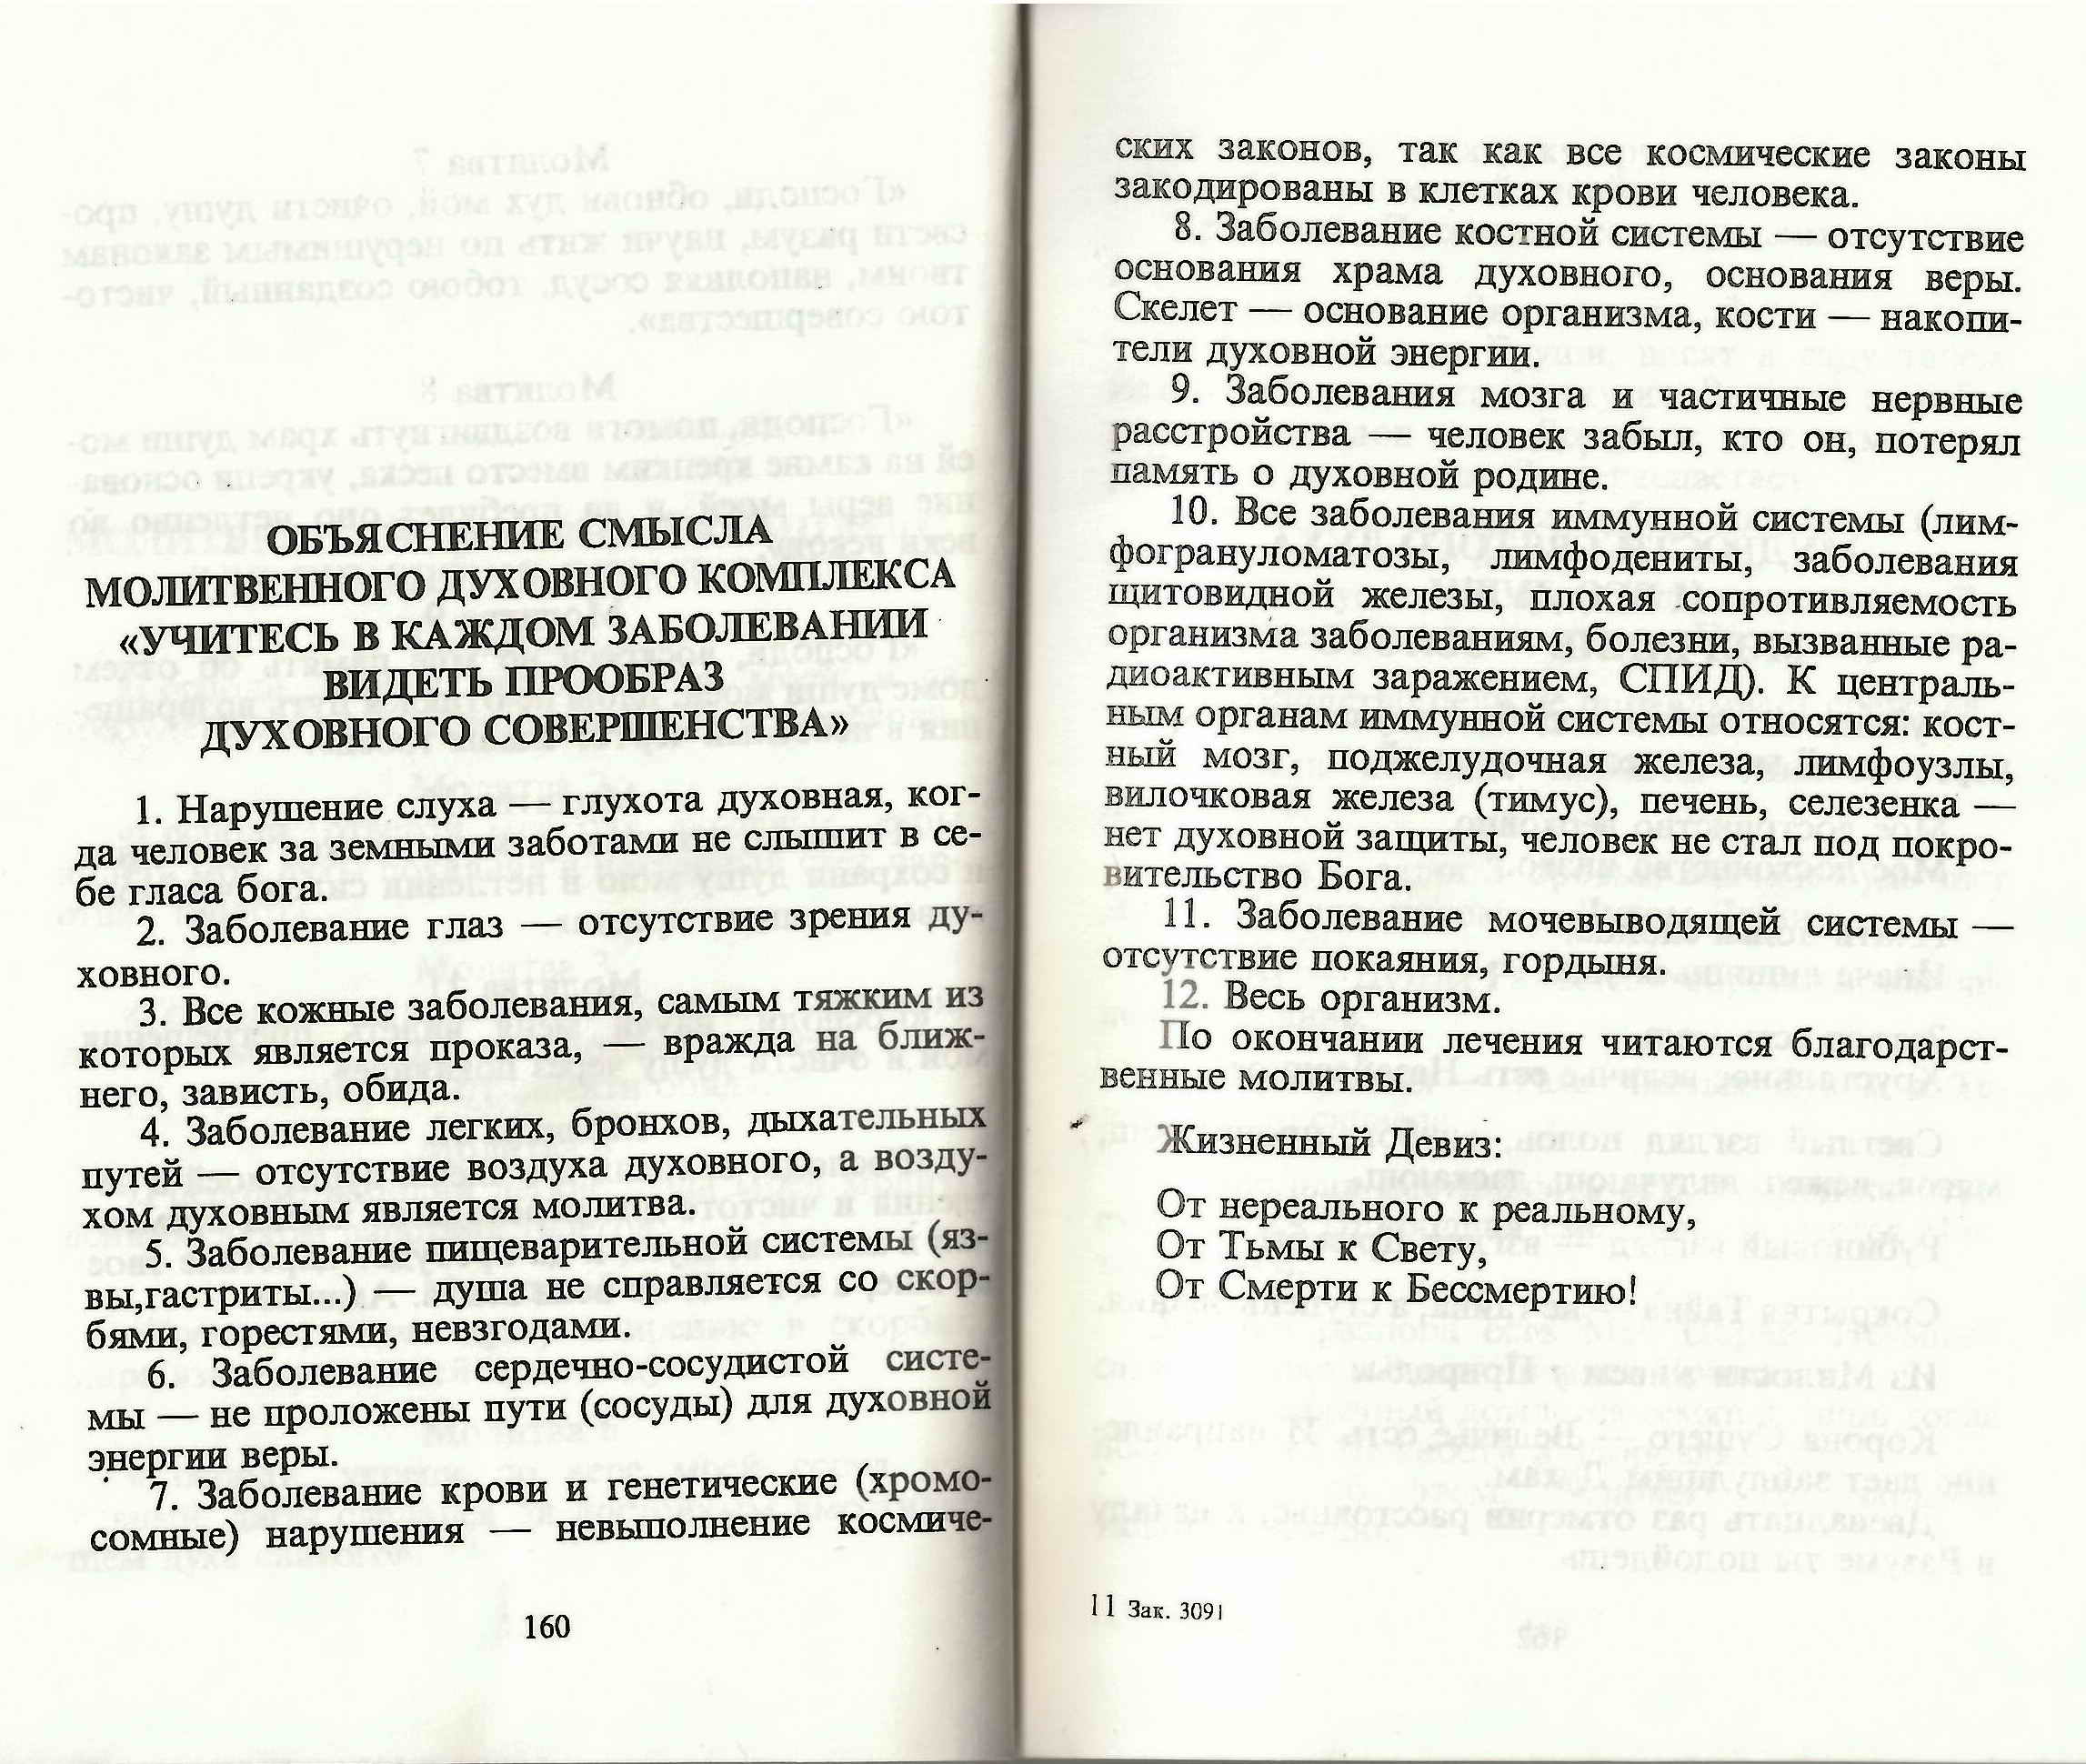 ОБЪЯСНЕНИЕ СМЫСЛА
МОЛИТВЕННОГО ДУХОВНОГО КОМПЛЕКСА
«УЧИТЕСЬ В КАЖДОМ ЗАБОЛЕВАНИИ
ВИДЕТЬ ПРООБРАЗ
ДУХОВНОГО СОВЕРШЕНСТВА»
1. Нарушение слуха — глухота духовная, ког-
да человек за земными заботами не слышит в се-
бе гласа бога.
2. Заболевание глаз — отсутствие зрения ду-
ховного.
3. Все кожные заболевания, самым тяжким из
которых является проказа, — вражда на ближ-
него, зависть, обида.
4. Заболевание легких, бронхов, дыхательных
путей — отсутствие воздуха духовного, а возду-
хом духовным является молитва.
5. Заболевание пищеварительной системы (яз-
вы,гастриты...) — душа не справляется со скор-
бями, горестями, невзгодами.
6. Заболевание сердечно-сосудистой систе-
мы — не проложены пути (сосуды) для духовной
энергии веры.
7. Заболевание крови и генетические (хромо-
сомные) нарушения — невыполнение космиче-
160
ских законов, так как все космические законы
закодированы в клетках крови человека.
8. Заболевание костной системы — отсутствие
основания храма духовного, основания веры.
Скелет — основание организма, кости — накопи-
тели духовной энергии.
9. Заболевания мозга и частичные нервные
расстройства — человек забыл, кто он, потерял
память о духовной родине.
10. Все заболевания иммунной системы (лим-
фогрануломатозы, лимфодениты, заболевания
щитовидной железы, плохая сопротивляемость
организма заболеваниям, болезни, вызванные ра-
диоактивным заражением, СПИД). К централь-
ным органам иммунной системы относятся: кост-
ный мозг, поджелудочная железа, лимфоузлы,
вилочковая железа (тимус), печень, селезенка —
нет духовной защиты, человек не стал под покро-
вительство Бога.
11. Заболевание мочевыводящей системы —
отсутствие покаяния, гордыня.
12. Весь организм.
По окончании лечения читаются благодарст-
венные молитвы.
Жизненный Девиз:
От нереального к реальному,
От Тьмы к Свету,
От Смерти к Бессмертию!
11 Зак. 3091